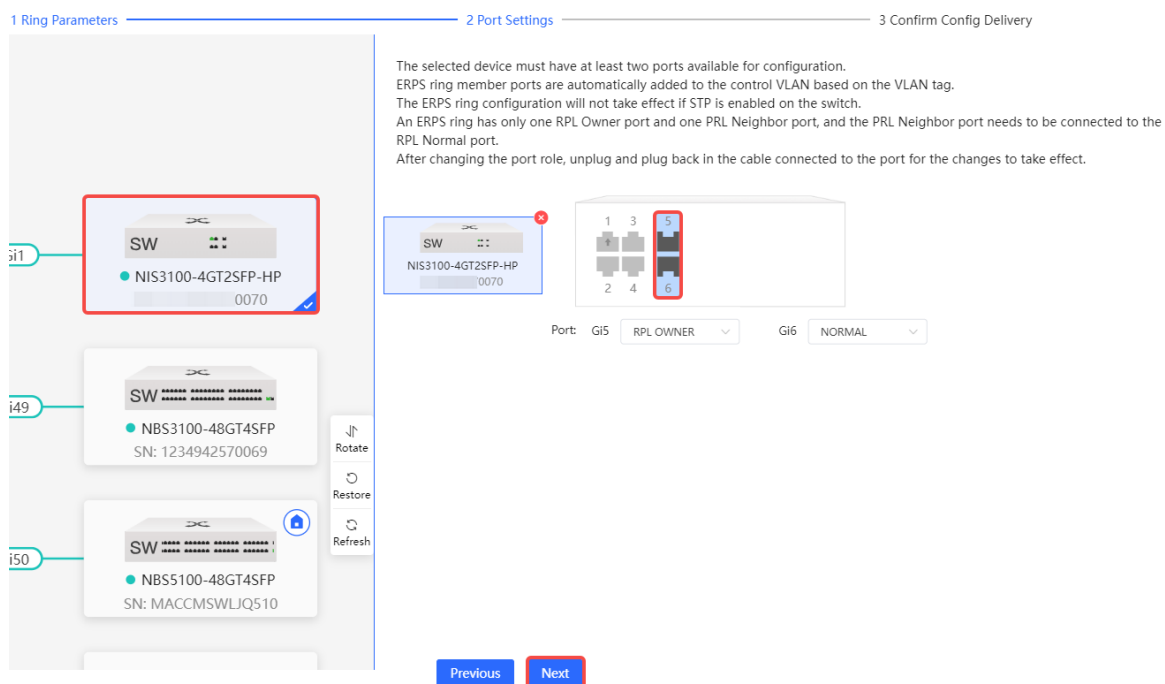 1 Ring Parameters
2 Port Settings
3 Confirm Config Delivery
The selected device must have at least two ports available for configuration.
ERPS ring member ports are automatically added to the control VLAN based on the VLAN tag.
The ERPS ring configuration will not take effect if STP is enabled on the switch.
An ERPS ring has only one RPL Owner port and one PRL Neighbor port, and the PRL Neighbor port needs to be connected to the
RPL Normal port.
After changing the port role, unplug and plug back in the cable connected to the port for the changes to take effect.
Gi1
SW
NIS3100-4GT2SFP-HP
0070
i49
SW
NBS3100-48GT4SFP
SN: 1234942570069
i50
SW
NBS5100-48GT4SFP
SN: MACCMSWLJQ510
Rotate
Restore
Refresh
SW
NIS3100-4GT2SFP-HP
0070
1 3 5
2 4 6
Port: Gi5 RPL OWNER Gi6 NORMAL
Previous Next